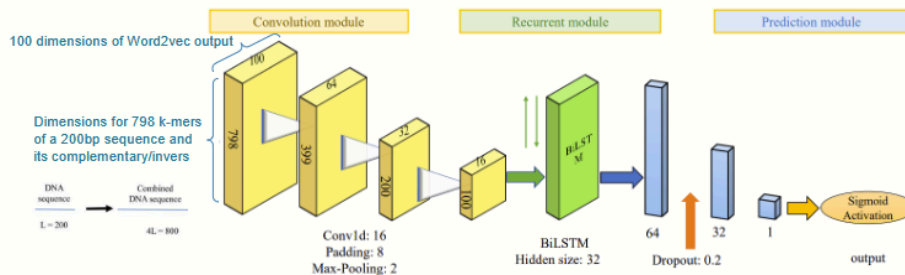 Convolution module
Recurrent module
Prediction module
100 dimensions of Word2vec output
100
64
32
16
Dimensions for 798 k-mers
of a 200bp sequence and
its complementary/invers
798
399
200
100
BiLST
M
DNA
sequence
L = 200
Combined
DNA sequence
4L = 800
Conv1d: 16
Padding: 8
Max-Pooling: 2
BiLSTM
Hidden size: 32
64
Dropout: 0.2
32
1
Sigmoid
Activation
output